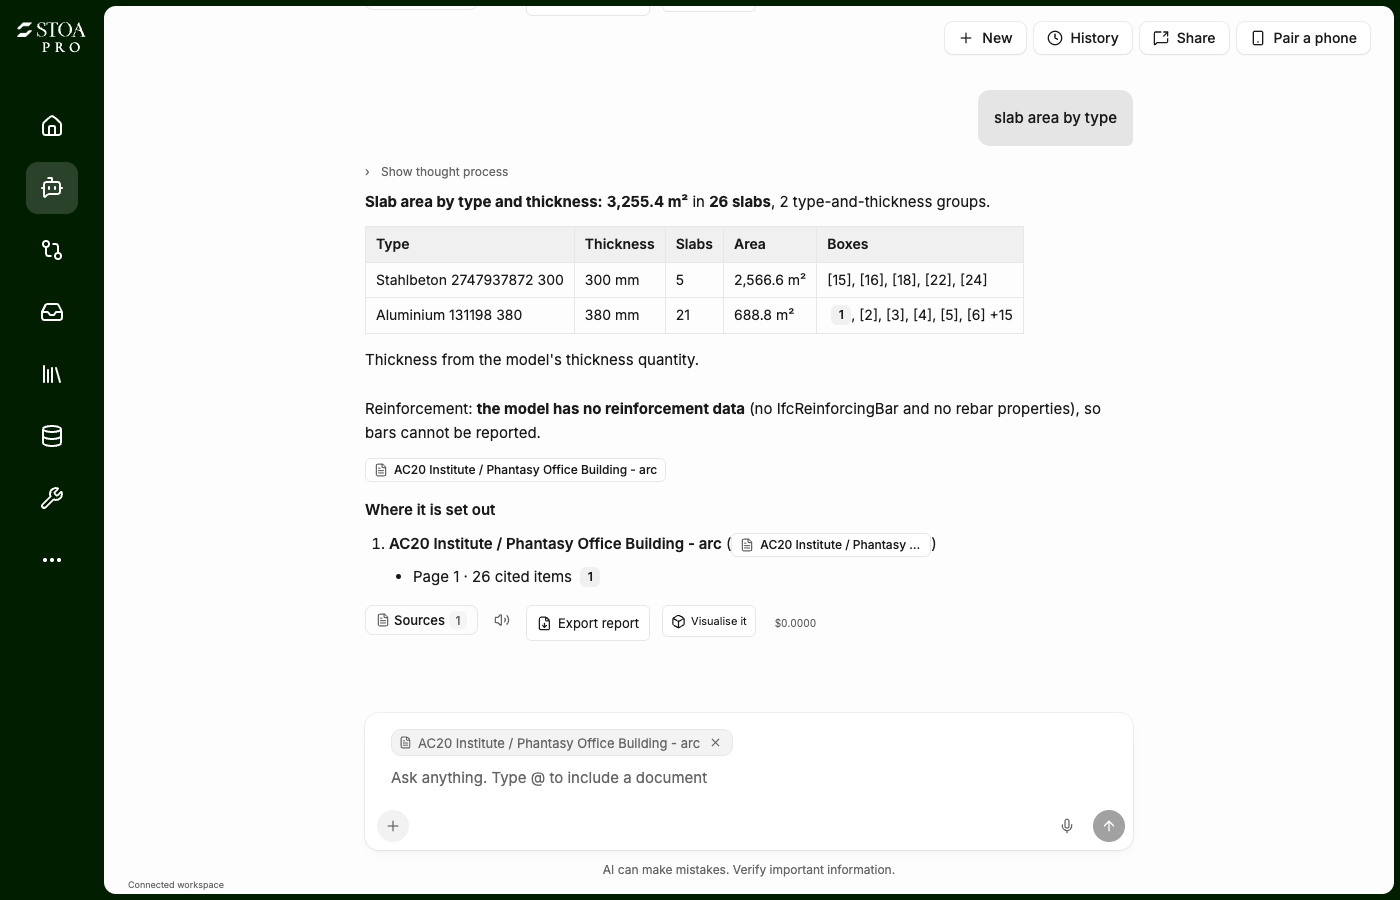 STOA
PRO
New
History
Share
Pair a phone
slab area by type
Show thought process
Slab area by type and thickness: 3,255.4 m² in 26 slabs, 2 type-and-thickness groups.
Type Thickness Slabs Area Boxes
Stahlbeton 2747937872 300 300 mm 5 2,566.6 m² [15], [16], [18], [22], [24]
Aluminium 131198 380 380 mm 21 688.8 m² 1, [2], [3], [4], [5], [6] +15
Thickness from the model's thickness quantity.
Reinforcement: the model has no reinforcement data (no IfcReinforcingBar and no rebar properties), so
bars cannot be reported.
AC20 Institute / Phantasy Office Building - arc
Where it is set out
1. AC20 Institute / Phantasy Office Building - arc (AC20 Institute / Phantasy ...)
• Page 1 · 26 cited items 1
Sources 1
Export report
Visualise it
$0.0000
AC20 Institute / Phantasy Office Building - arc
Ask anything. Type @ to include a document
AI can make mistakes. Verify important information.
Connected workspace